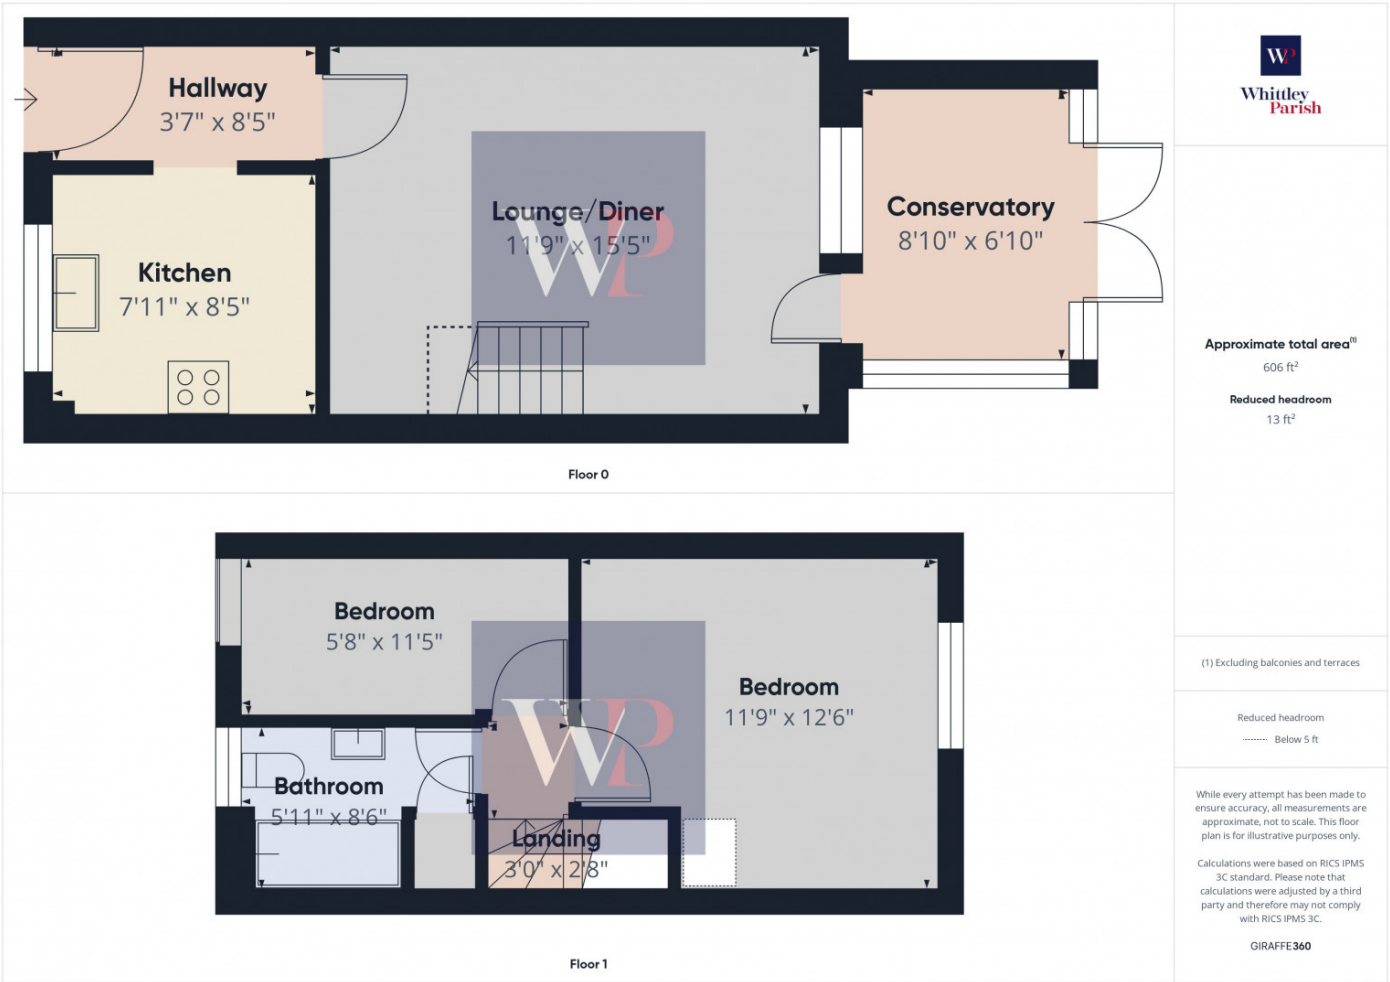 Hallway
3'7" x 8'5"
Lounge/Diner
11'9" x 15'5"
WP
Conservatory
8'10" x 6'10"
Kitchen
7'11" x 8'5"
Floor 0
Bedroom
5'8" x 11'5"
Bedroom
11'9" x 12'6"
WP
Bathroom
5'11" x 8'6"
Landing
3'0" x 2'8"
Floor 1
WP
Whittley
Parish
Approximate total area(1)
606 ft²
Reduced headroom
13 ft²
(1) Excluding balconies and terraces
Reduced headroom
Below 5 ft
While every attempt has been made to
ensure accuracy, all measurements are
approximate, not to scale. This floor
plan is for illustrative purposes only.
Calculations were based on RICS IPMS
3C standard. Please note that
calculations were adjusted by a third
party and therefore may not comply
with RICS IPMS 3C.
GIRAFFE360